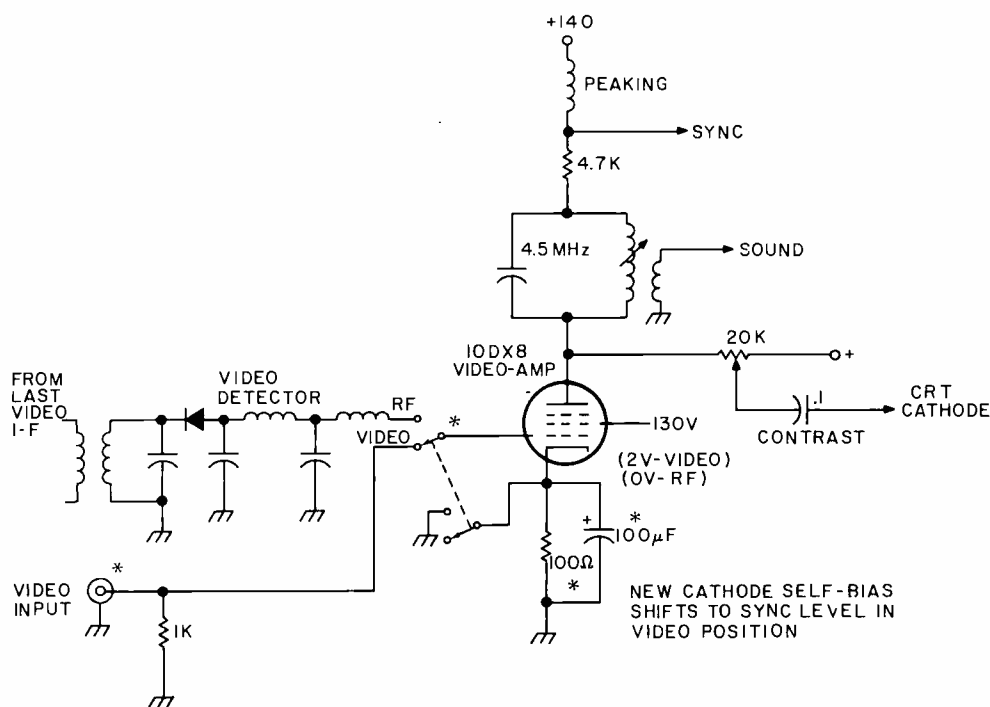 +140
PEAKING
SYNC
4.7K
4.5MHz
SOUND
10DX8
VIDEO-AMP
20K
+
FROM
LAST
VIDEO
I-F
VIDEO
DETECTOR
RF
VIDEO
*
130V
.1
CRT
CATHODE
CONTRAST
(2V-VIDEO)
(0V-RF)
+
*
100µF
100Ω
*
VIDEO
INPUT
*
1K
NEW CATHODE SELF-BIAS
SHIFTS TO SYNC LEVEL IN
VIDEO POSITION